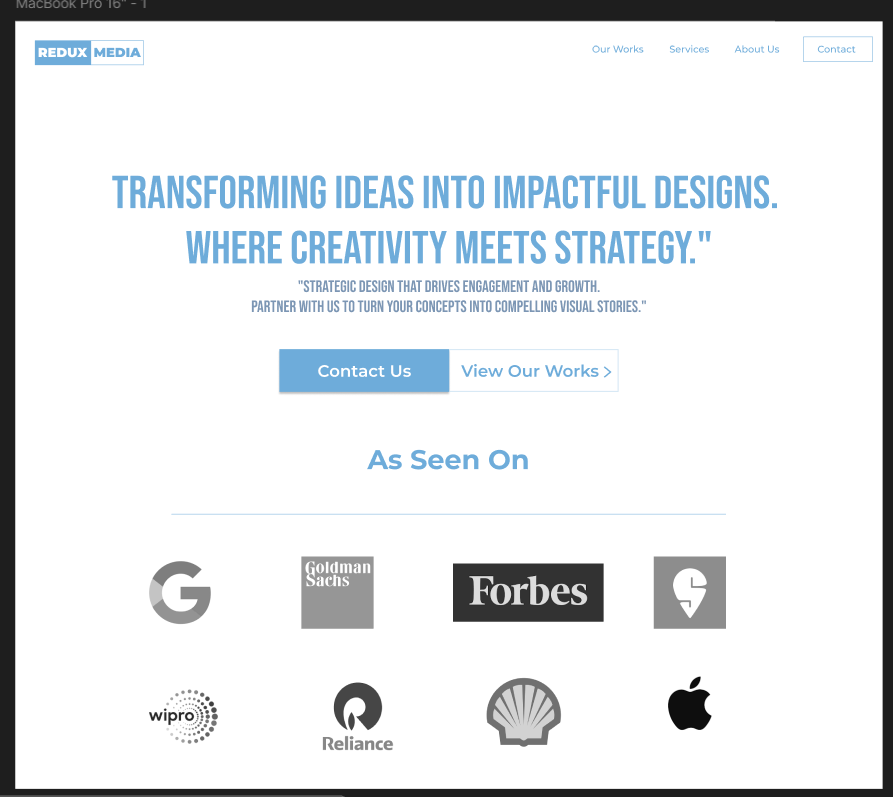 MacBook Pro 16" - 1
REDUX MEDIA
Our Works
Services
About Us
Contact
TRANSFORMING IDEAS INTO IMPACTFUL DESIGNS.
WHERE CREATIVITY MEETS STRATEGY."
"STRATEGIC DESIGN THAT DRIVES ENGAGEMENT AND GROWTH.
PARTNER WITH US TO TURN YOUR CONCEPTS INTO COMPELLING VISUAL STORIES."
Contact Us
View Our Works >
As Seen On
G
Goldman
Sachs
Forbes
wipro
Reliance